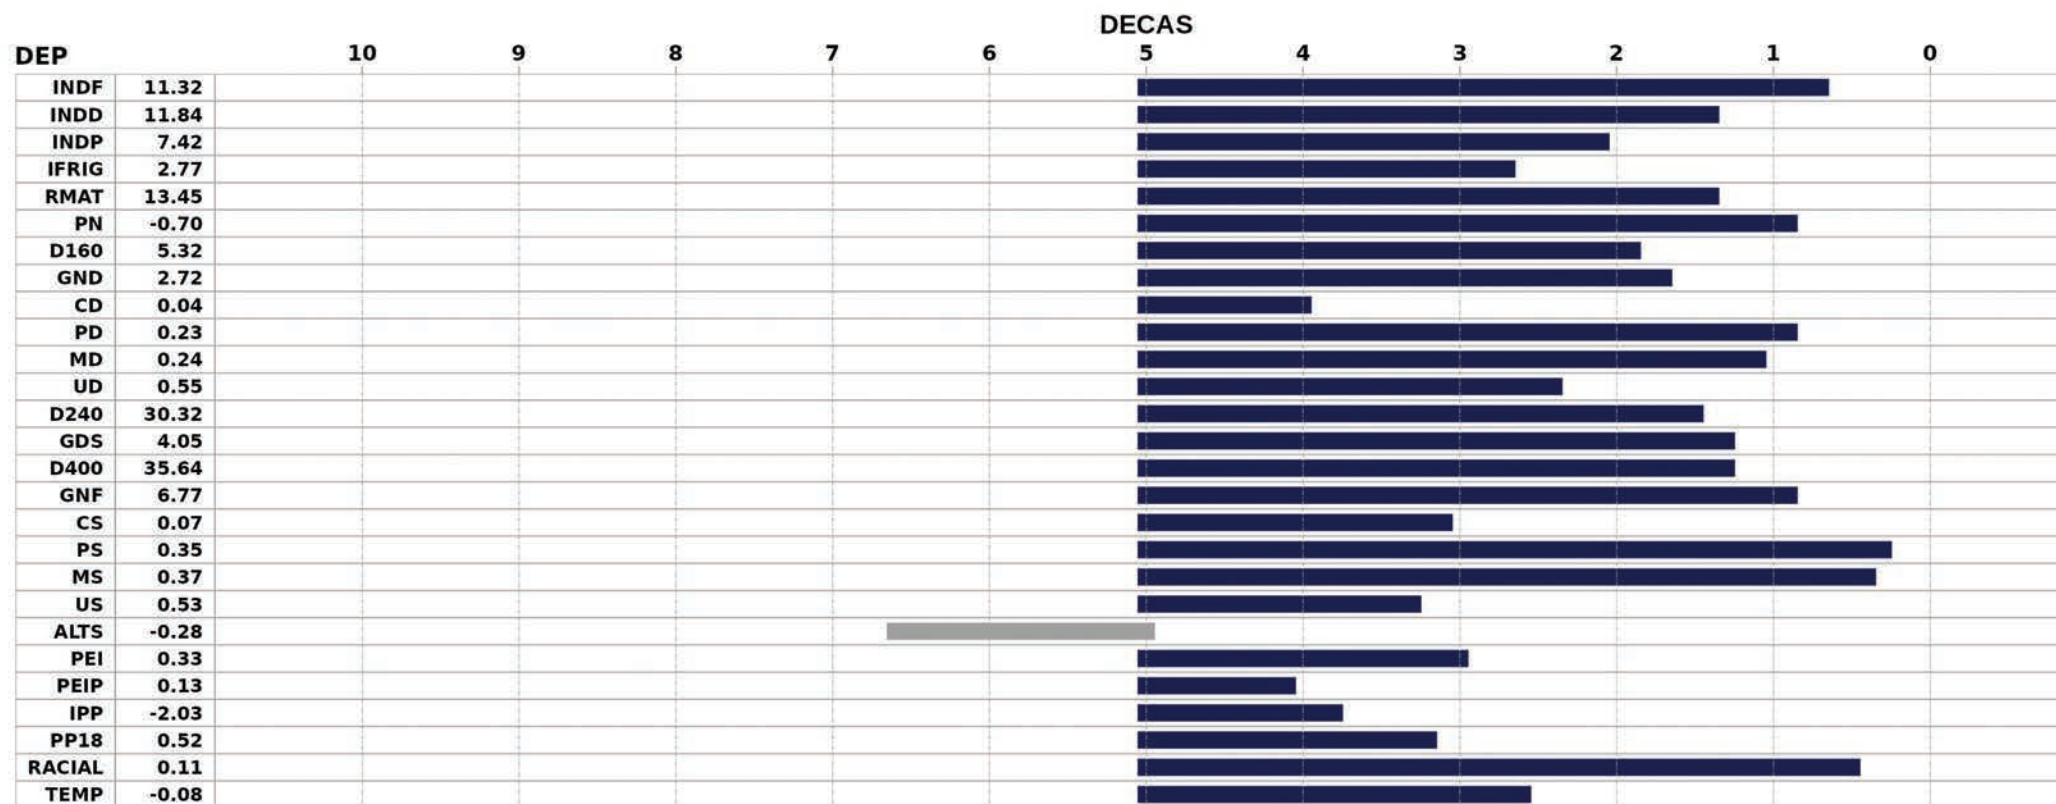 DECAS
DEP 10 9 8 7 6 5 4 3 2 1 0
INDF 11.32
INDD 11.84
INDP 7.42
IFRIG 2.77
RMAT 13.45
PN -0.70
D160 5.32
GND 2.72
CD 0.04
PD 0.23
MD 0.24
UD 0.55
D240 30.32
GDS 4.05
D400 35.64
GNF 6.77
CS 0.07
PS 0.35
MS 0.37
US 0.53
ALTS -0.28
PEI 0.33
PEIP 0.13
IPP -2.03
PP18 0.52
RACIAL 0.11
TEMP -0.08